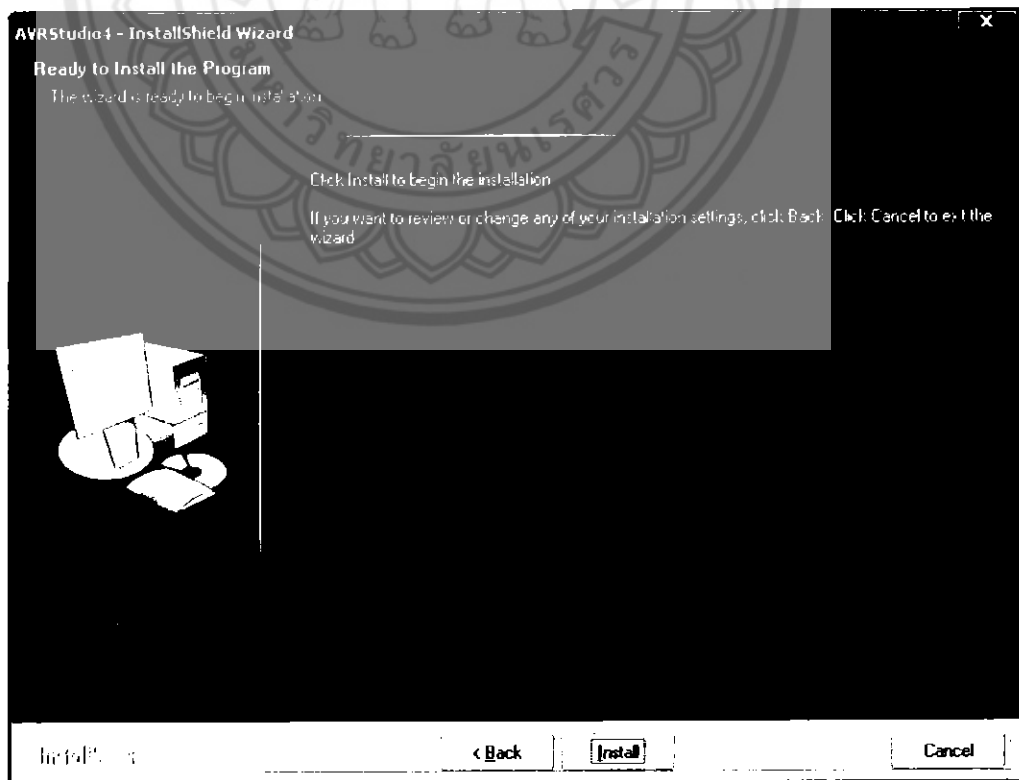 AVRStudio4 - InstallShield Wizard
Ready to Install the Program
The wizard is ready to begin installation.
Click Install to begin the installation.
If you want to review or change any of your installation settings, click Back. Click Cancel to exit the
wizard.
< Back
Install
Cancel